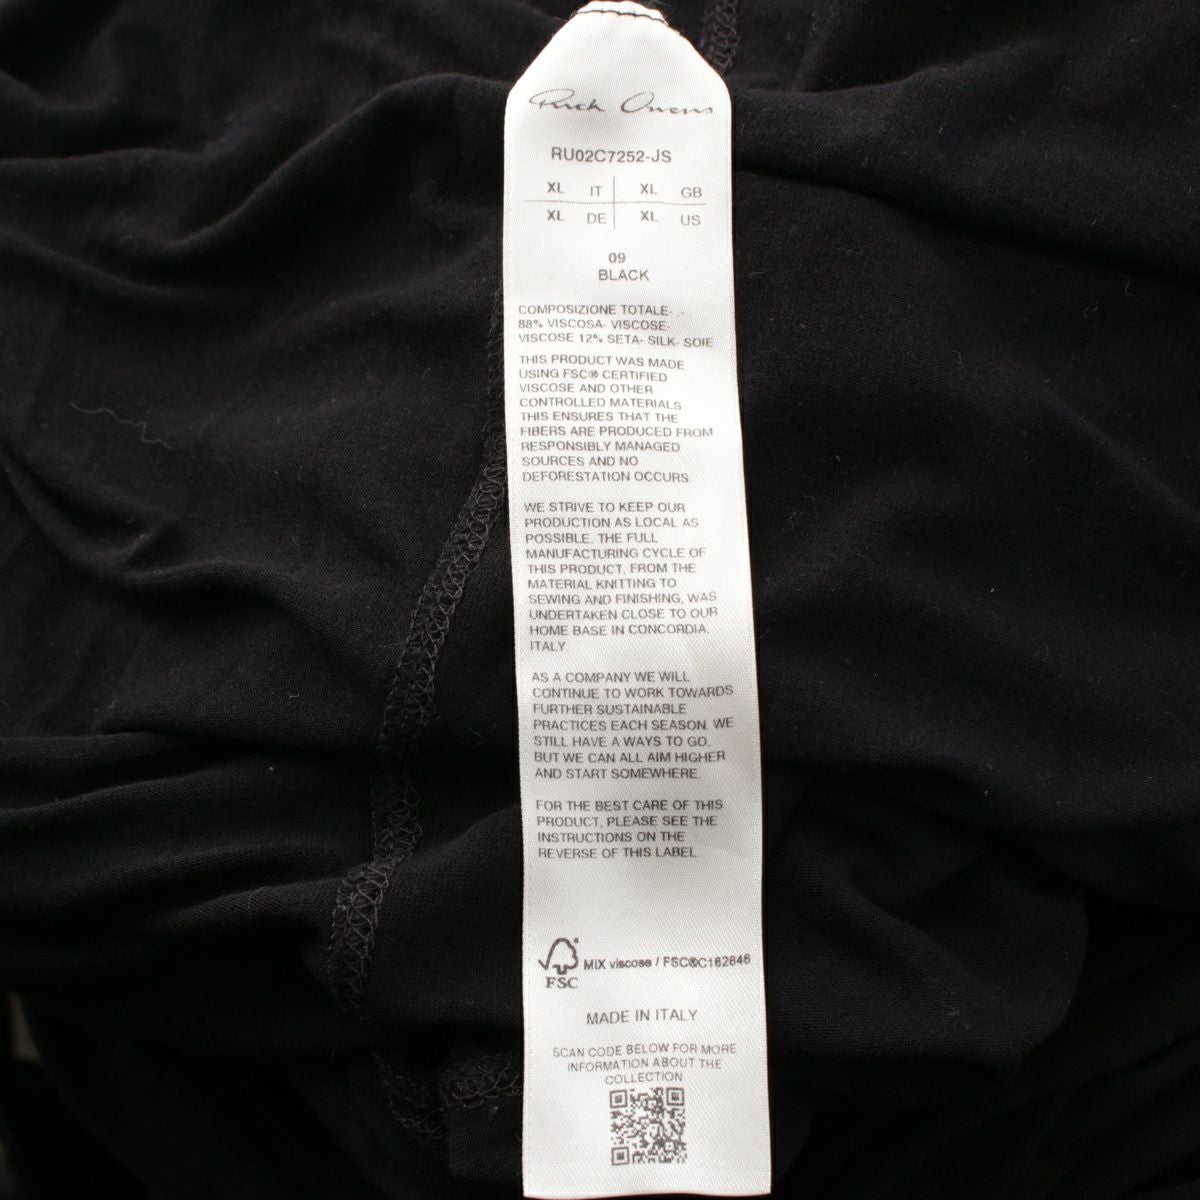 Rick Owens
RU02C7252-JS
XL IT XL GB
XL DE XL US
09
BLACK
COMPOSIZIONE TOTALE-
88% VISCOSA- VISCOSE-
VISCOSE 12% SETA- SILK- SOIE
THIS PRODUCT WAS MADE
USING FSC® CERTIFIED
VISCOSE AND OTHER
CONTROLLED MATERIALS
THIS ENSURES THAT THE
FIBERS ARE PRODUCED FROM
RESPONSIBLY MANAGED
SOURCES AND NO
DEFORESTATION OCCURS.
WE STRIVE TO KEEP OUR
PRODUCTION AS LOCAL AS
POSSIBLE. THE FULL
MANUFACTURING CYCLE OF
THIS PRODUCT, FROM THE
MATERIAL KNITTING TO
SEWING AND FINISHING, WAS
UNDERTAKEN CLOSE TO OUR
HOME BASE IN CONCORDIA,
ITALY.
AS A COMPANY WE WILL
CONTINUE TO WORK TOWARDS
FURTHER SUSTAINABLE
PRACTICES EACH SEASON. WE
STILL HAVE A WAYS TO GO,
BUT WE CAN ALL AIM HIGHER
AND START SOMEWHERE.
FOR THE BEST CARE OF THIS
PRODUCT, PLEASE SEE THE
INSTRUCTIONS ON THE
REVERSE OF THIS LABEL.
FSC
MIX viscose / FSC®C162646
MADE IN ITALY
SCAN CODE BELOW FOR MORE
INFORMATION ABOUT THE
COLLECTION